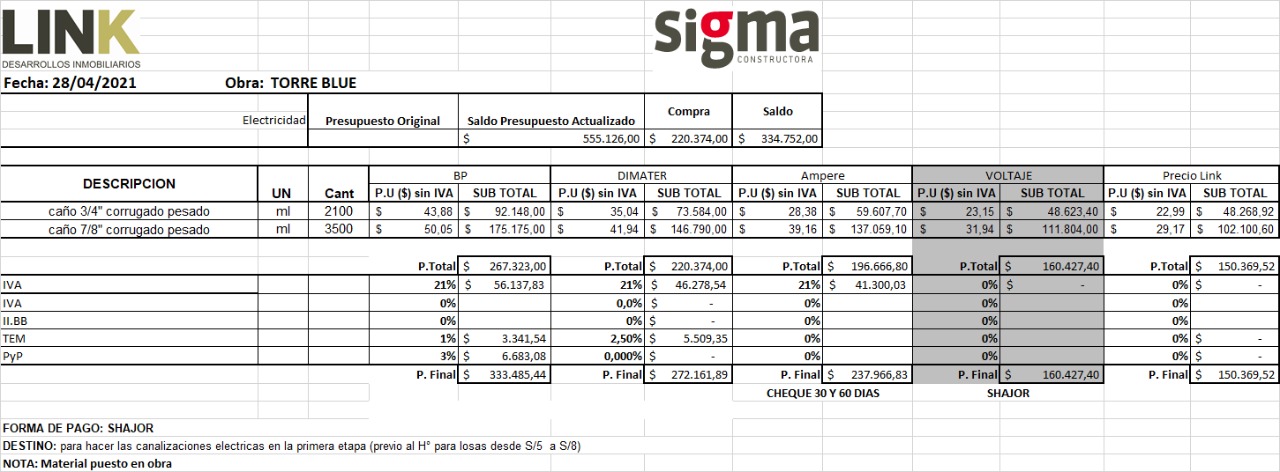 LINK
DESARROLLOS INMOBILIARIOS
sigma
CONSTRUCTORA
Fecha: 28/04/2021 Obra: TORRE BLUE
Electricidad Presupuesto Original Saldo Presupuesto Actualizado Compra Saldo
$ 555.126,00 $ 220.374,00 $ 334.752,00
DESCRIPCION UN Cant BP DIMATER Ampere VOLTAJE Precio Link
P.U ($) sin IVA SUB TOTAL P.U ($) sin IVA SUB TOTAL P.U ($) sin IVA SUB TOTAL P.U ($) sin IVA SUB TOTAL P.U ($) sin IVA SUB TOTAL
caño 3/4" corrugado pesado ml 2100 $ 43,88 $ 92.148,00 $ 35,04 $ 73.584,00 $ 28,38 $ 59.607,70 $ 23,15 $ 48.623,40 $ 22,99 $ 48.268,92
caño 7/8" corrugado pesado ml 3500 $ 50,05 $ 175.175,00 $ 41,94 $ 146.790,00 $ 39,16 $ 137.059,10 $ 31,94 $ 111.804,00 $ 29,17 $ 102.100,60
P.Total $ 267.323,00 P.Total $ 220.374,00 P.Total $ 196.666,80 P.Total $ 160.427,40 P.Total $ 150.369,52
IVA 21% $ 56.137,83 21% $ 46.278,54 21% $ 41.300,03 0% $ - 0% $ -
IVA 0% 0,0% $ - 0% 0% 0%
II.BB 0% 0% $ - 0% 0% 0%
TEM 1% $ 3.341,54 2,50% $ 5.509,35 0% 0% 0% $ -
PyP 3% $ 6.683,08 0,000% $ - 0% 0% 0% $ -
P. Final $ 333.485,44 P. Final $ 272.161,89 P. Final $ 237.966,83 P. Final $ 160.427,40 P. Final $ 150.369,52
CHEQUE 30 Y 60 DIAS SHAJOR
FORMA DE PAGO: SHAJOR
DESTINO: para hacer las canalizaciones electricas en la primera etapa (previo al H° para losas desde S/5 a S/8)
NOTA: Material puesto en obra